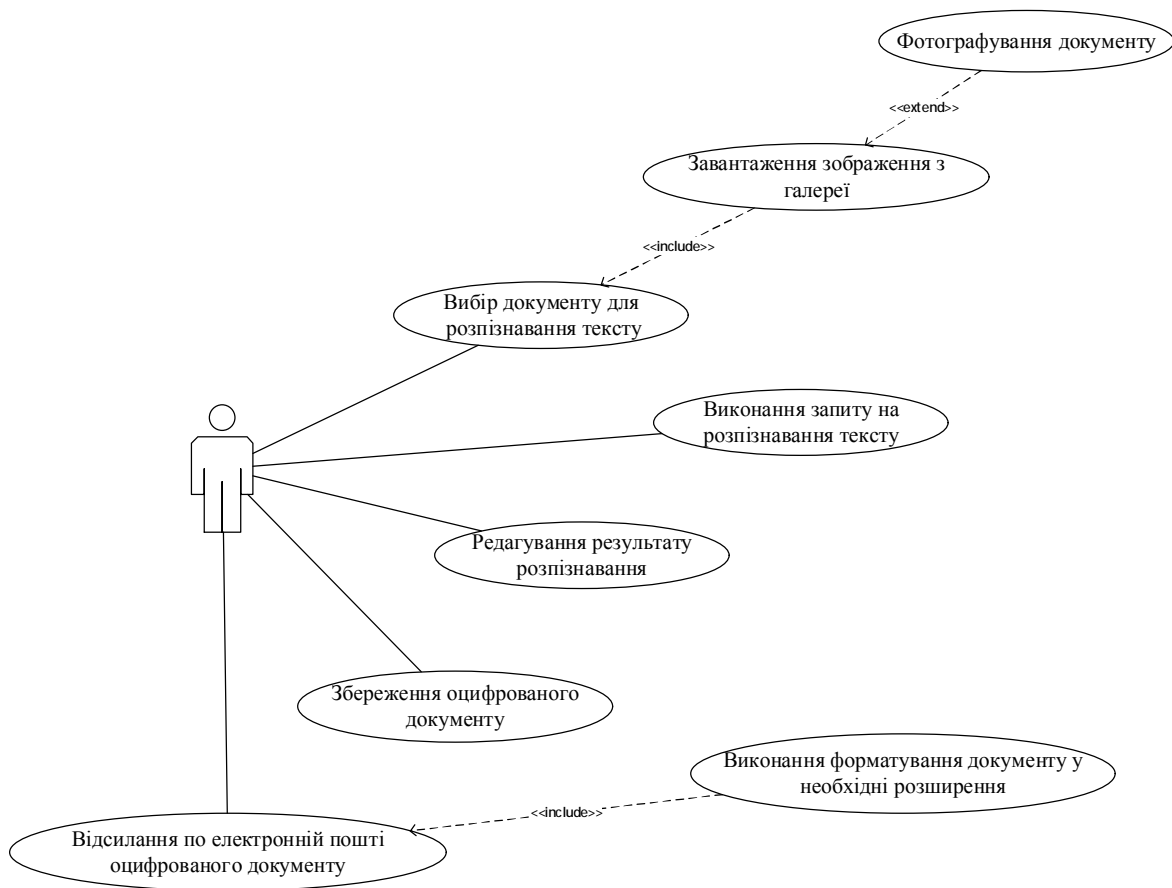 Фотографування документу
<<extend>>
Завантаження зображення з
галереї
<<include>>
Вибір документу для
розпізнавання тексту
Виконання запиту на
розпізнавання тексту
Редагування результату
розпізнавання
Збереження оцифрованого
документу
Виконання форматування документу у
необхідні розширення
<<include>>
Відсилання по електронній пошті
оцифрованого документу